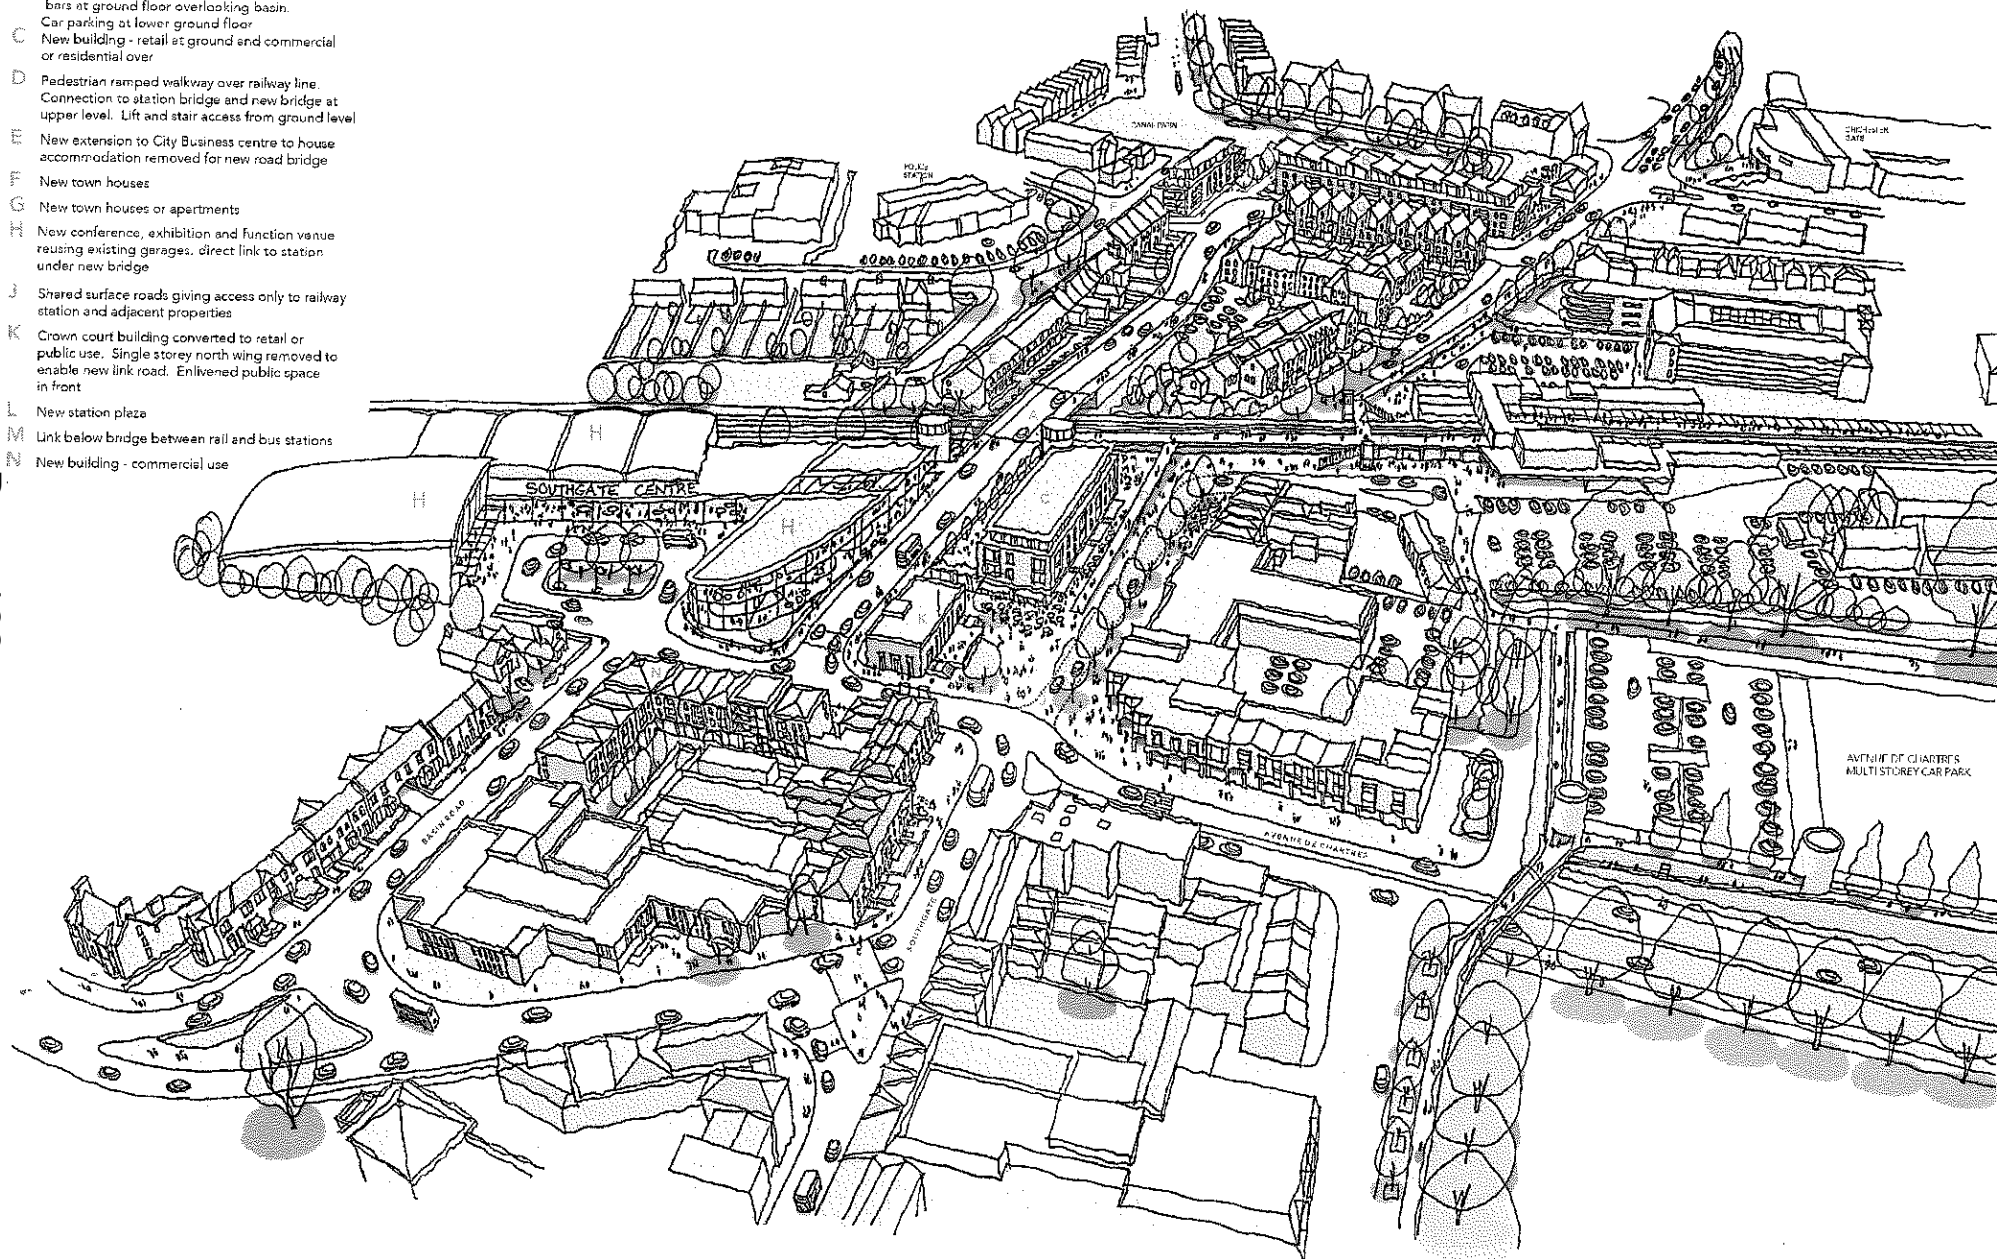 bars at ground floor overlooking basin.
Car parking at lower ground floor
C New building - retail at ground and commercial
or residential over
D Pedestrian ramped walkway over railway line.
Connection to station bridge and new bridge at
upper level. Lift and stair access from ground level
E New extension to City Business centre to house
accommodation removed for new road bridge
F New town houses
G New town houses or apartments
H New conference, exhibition and function venue
reusing existing garages, direct link to station
under new bridge
J Shared surface roads giving access only to railway
station and adjacent properties
K Crown court building converted to retail or
public use. Single storey north wing removed to
enable new link road. Enlivened public space
in front
L New station plaza
M Link below bridge between rail and bus stations
N New building - commercial use
CANAL BASIN
CHICHESTER
GATE
POLICE
STATION
G
F
E
A
H
H
SOUTHGATE CENTRE
H
C
K
AVENUE DE CHARTRES
MULTI STOREY CAR PARK
BASIN ROAD
AVENUE DE CHARTRES
SOUTHGATE